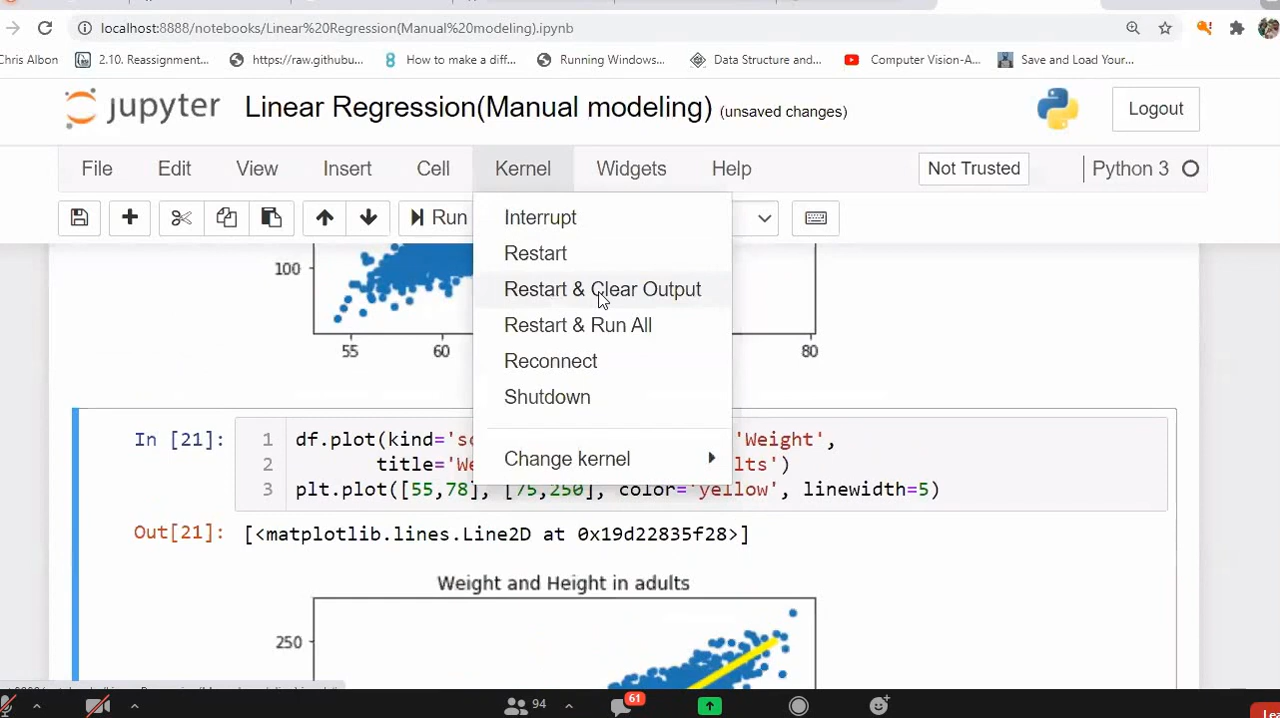 localhost:8888/notebooks/Linear%20Regression(Manual%20modeling).ipynb
Chris Albon 2.10. Reassignment... https://raw.githubu... How to make a diff... Running Windows... Data Structure and... Computer Vision-A... Save and Load Your...
jupyter Linear Regression(Manual modeling) (unsaved changes) Logout
File Edit View Insert Cell Kernel Widgets Help Not Trusted Python 3
Run
Interrupt
Restart
Restart & Clear Output
Restart & Run All
Reconnect
Shutdown
Change kernel
100
55 60 80
In [21]: 1 df.plot(kind='s 'Weight',
2 title='We lts')
3 plt.plot([55,78], [75,250], color='yellow', linewidth=5)
Out[21]: [<matplotlib.lines.Line2D at 0x19d22835f28>]
Weight and Height in adults
250
94 61